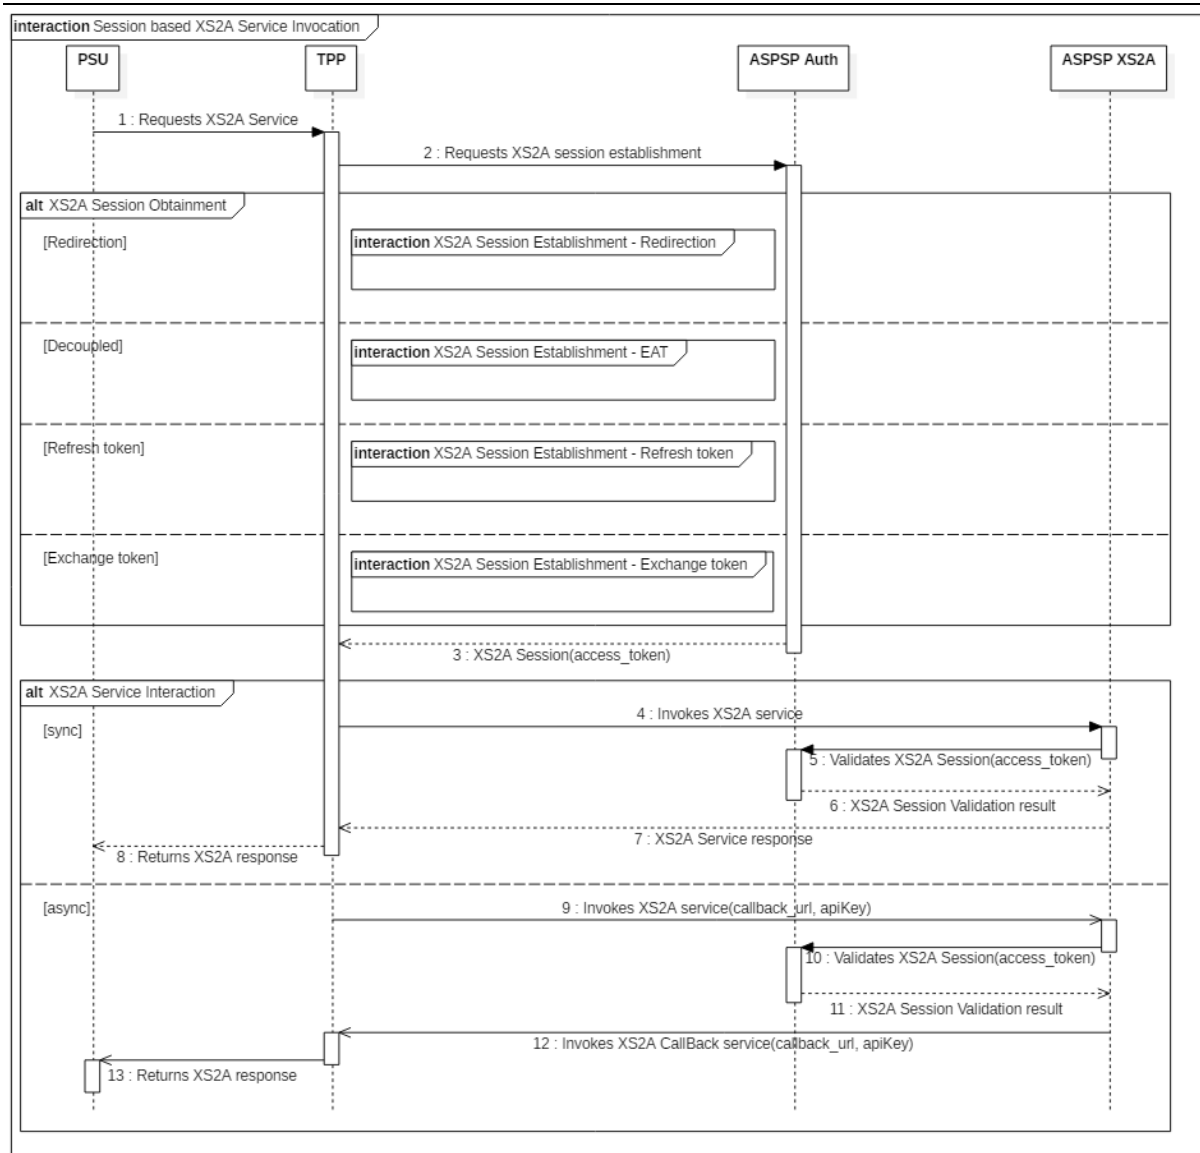 interaction Session based XS2A Service Invocation
PSU
TPP
ASPSP Auth
ASPSP XS2A
1 : Requests XS2A Service
2 : Requests XS2A session establishment
alt XS2A Session Obtainment
[Redirection]
interaction XS2A Session Establishment - Redirection
[Decoupled]
interaction XS2A Session Establishment - EAT
[Refresh token]
interaction XS2A Session Establishment - Refresh token
[Exchange token]
interaction XS2A Session Establishment - Exchange token
3 : XS2A Session(access_token)
alt XS2A Service Interaction
4 : Invokes XS2A service
[sync]
5 : Validates XS2A Session(access_token)
6 : XS2A Session Validation result
7 : XS2A Service response
8 : Returns XS2A response
[async]
9 : Invokes XS2A service(callback_url, apiKey)
10 : Validates XS2A Session(access_token)
11 : XS2A Session Validation result
12 : Invokes XS2A CallBack service(callback_url, apiKey)
13 : Returns XS2A response